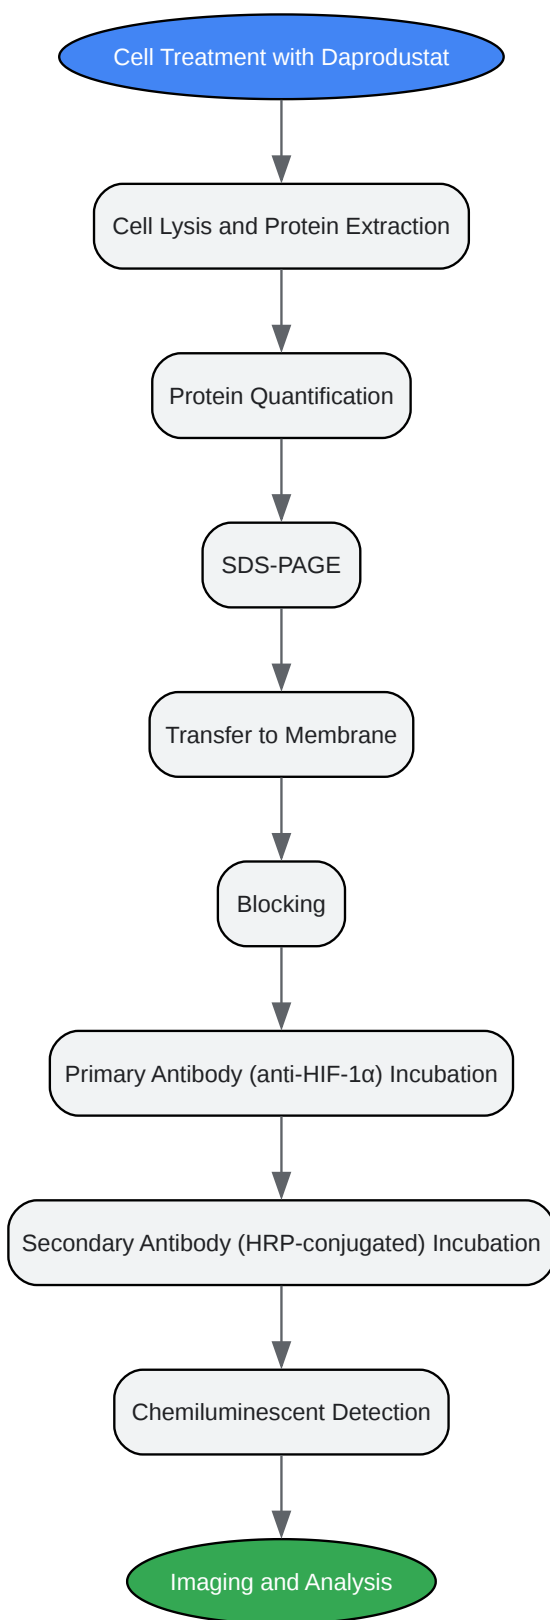 Cell Treatment with Daprodustat
Cell Lysis and Protein Extraction
Protein Quantification
SDS-PAGE
Transfer to Membrane
Blocking
Primary Antibody (anti-HIF-1α) Incubation
Secondary Antibody (HRP-conjugated) Incubation
Chemiluminescent Detection
Imaging and Analysis